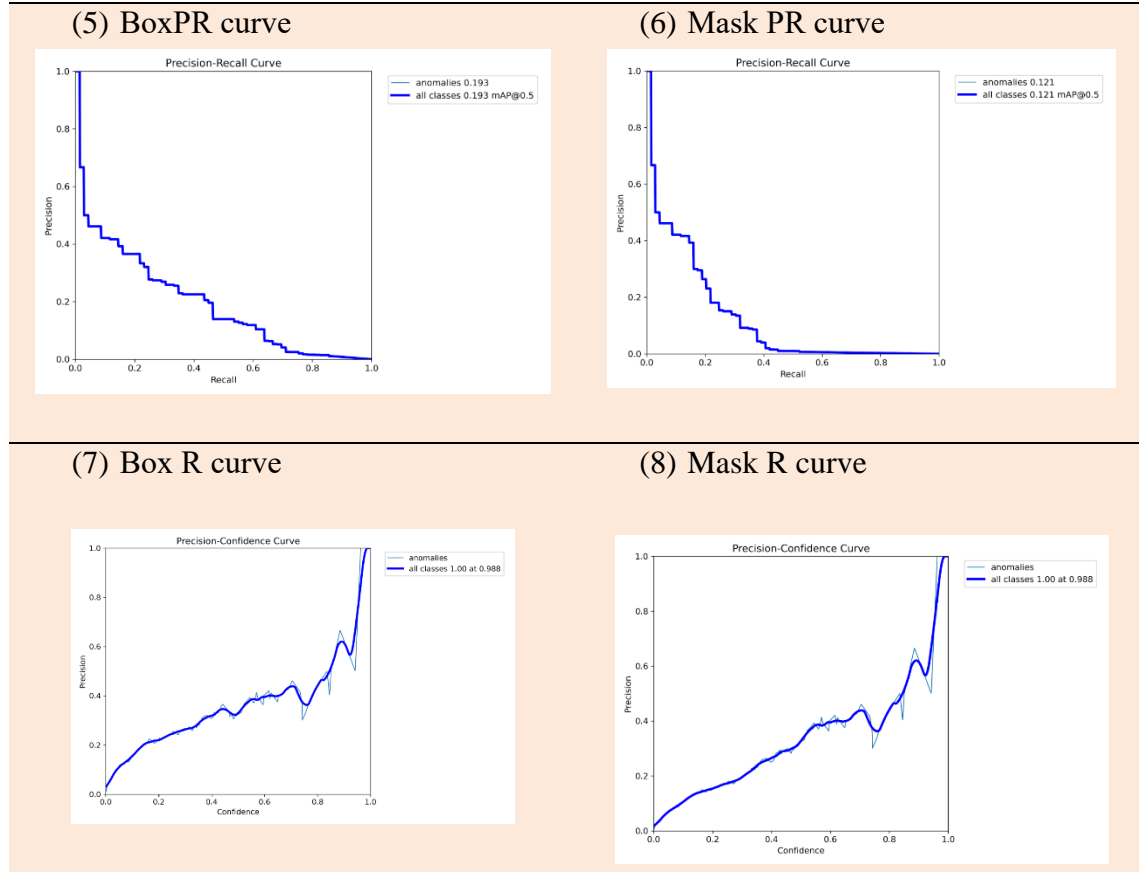 (5) BoxPR curve
(6) Mask PR curve
Precision-Recall Curve
anomalies 0.193
all classes 0.193 mAP@0.5
1.0
0.8
0.6
0.4
0.2
0.0
Precision
0.0 0.2 0.4 0.6 0.8 1.0
Recall
Precision-Recall Curve
anomalies 0.121
all classes 0.121 mAP@0.5
1.0
0.8
0.6
0.4
0.2
0.0
Precision
0.0 0.2 0.4 0.6 0.8 1.0
Recall
(7) Box R curve
(8) Mask R curve
Precision-Confidence Curve
anomalies
all classes 1.00 at 0.988
1.0
0.8
0.6
0.4
0.2
0.0
Precision
0.0 0.2 0.4 0.6 0.8 1.0
Confidence
Precision-Confidence Curve
anomalies
all classes 1.00 at 0.988
1.0
0.8
0.6
0.4
0.2
0.0
Precision
0.0 0.2 0.4 0.6 0.8 1.0
Confidence